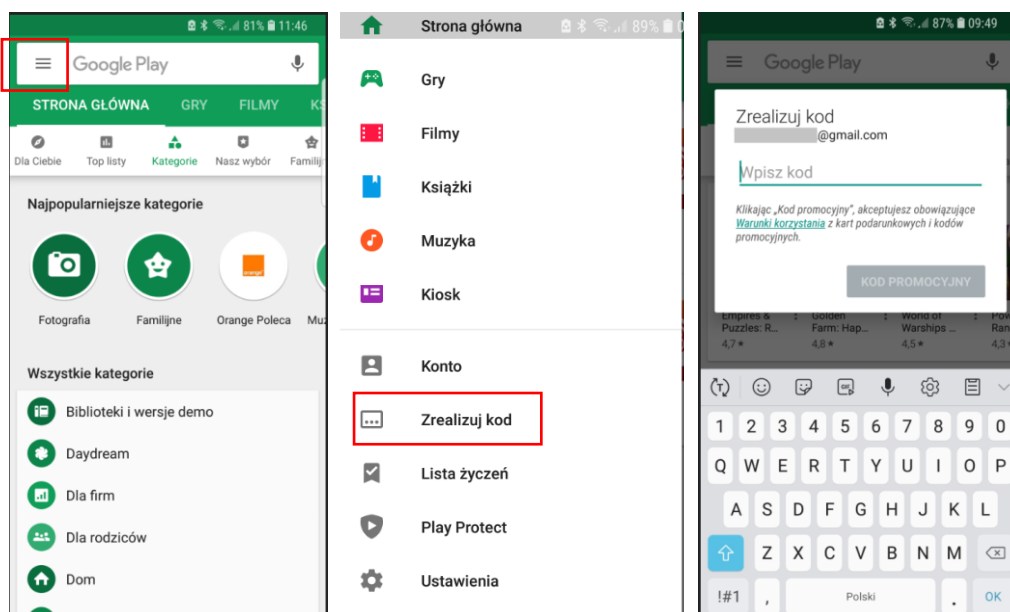 81% 11:46
Google Play
STRONA GŁÓWNA GRY FILMY
Dla Ciebie Top listy Kategorie Nasz wybór
Najpopularniejsze kategorie
orange
Fotografia Familijne Orange Poleca
Wszystkie kategorie
Biblioteki i wersje demo
Daydream
Dla firm
Dla rodziców
Dom
Strona główna 89%
Gry
Filmy
Książki
Muzyka
Kiosk
Konto
Zrealizuj kod
Lista życzeń
Play Protect
Ustawienia
87% 09:49
Google Play
Zrealizuj kod
@gmail.com
Wpisz kod
Klikając „Kod promocyjny”, akceptujesz obowiązujące
Warunki korzystania z kart podarunkowych i kodów
promocyjnych.
KOD PROMOCYJNY
Empires & Golden World of
Puzzles: R... Farm: Hap... Warships ...
4,7★ 4,8★ 4,5★ 4,3
1 2 3 4 5 6 7 8 9 0
Q W E R T Y U I O P
A S D F G H J K L
Z X C V B N M
!#1 , Polski . OK